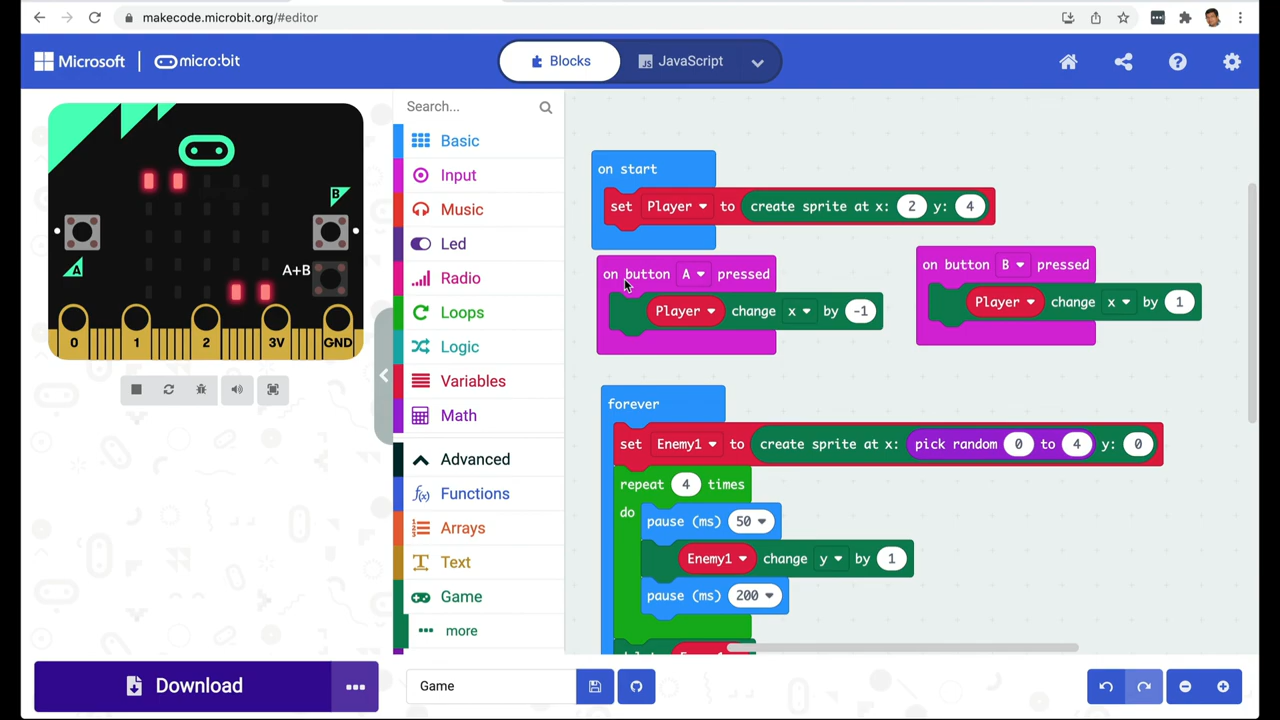 makecode.microbit.org/#editor
Microsoft
micro:bit
Blocks
JS JavaScript
Search...
Basic
Input
Music
Led
Radio
Loops
Logic
Variables
Math
Advanced
f(x) Functions
Arrays
Text
Game
more
B
A+B
A
0 1 2 3V GND
on start
set Player to create sprite at x: 2 y: 4
on button A pressed
Player change x by -1
on button B pressed
Player change x by 1
forever
set Enemy1 to create sprite at x: pick random 0 to 4 y: 0
repeat 4 times
do
pause (ms) 50
Enemy1 change y by 1
pause (ms) 200
Download
Game